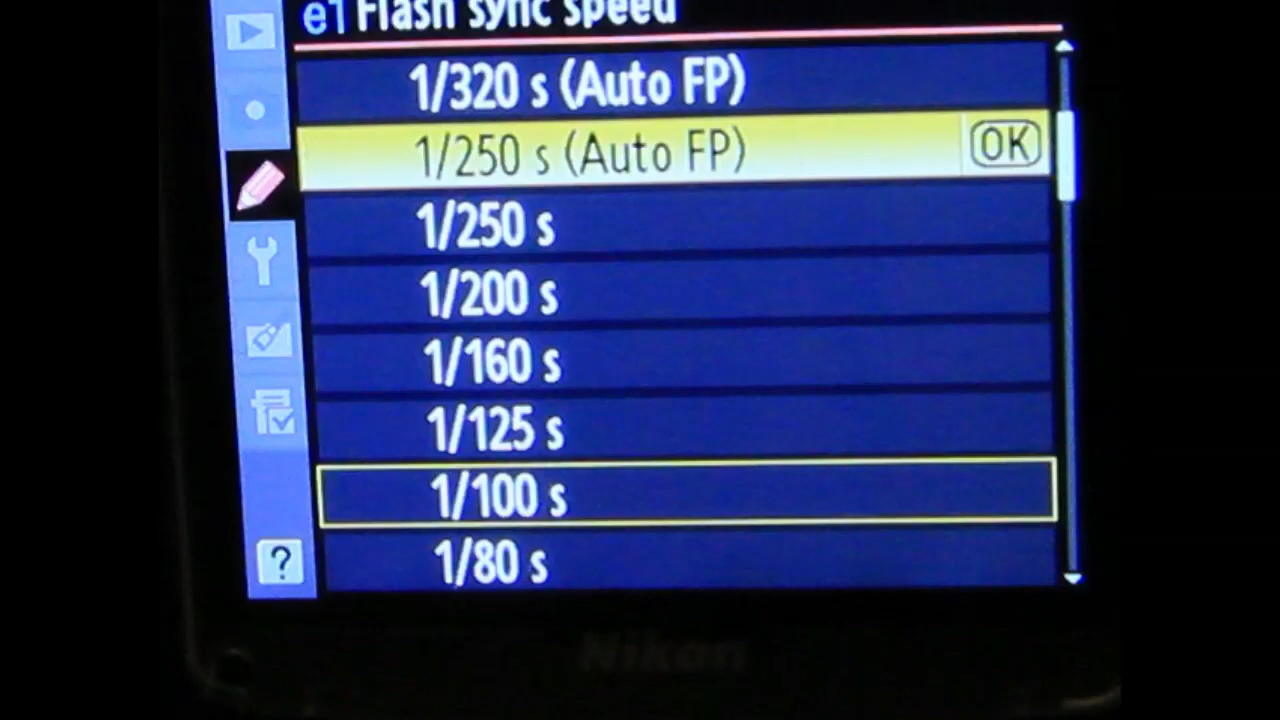 e1 Flash sync speed
1/320 s (Auto FP)
1/250 s (Auto FP) OK
1/250 s
1/200 s
1/160 s
1/125 s
1/100 s
1/80 s
?
Nikon